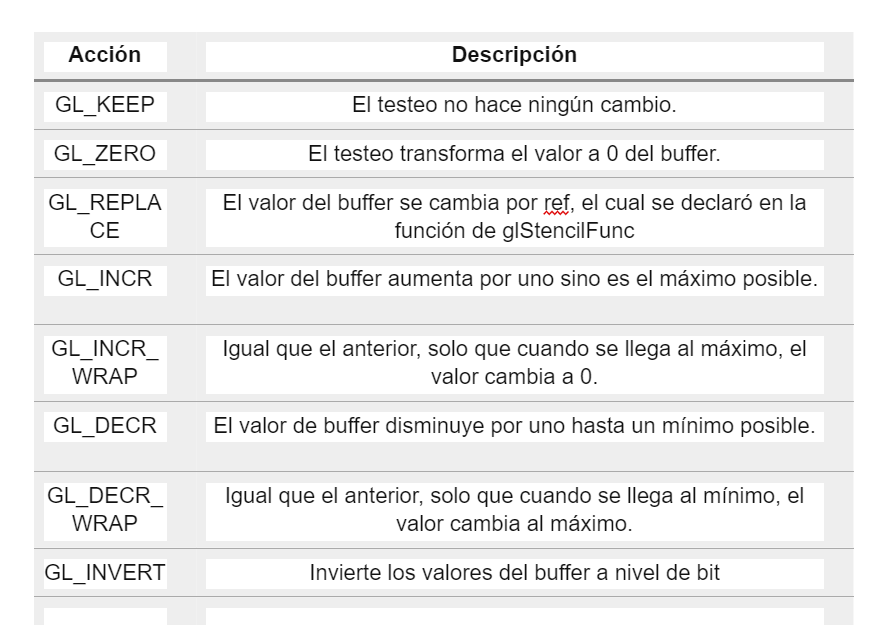 Acción Descripción
GL_KEEP El testeo no hace ningún cambio.
GL_ZERO El testeo transforma el valor a 0 del buffer.
GL_REPLA El valor del buffer se cambia por ref, el cual se declaró en la
CE función de glStencilFunc
GL_INCR El valor del buffer aumenta por uno sino es el máximo posible.
GL_INCR_ Igual que el anterior, solo que cuando se llega al máximo, el
WRAP valor cambia a 0.
GL_DECR El valor de buffer disminuye por uno hasta un mínimo posible.
GL_DECR_ Igual que el anterior, solo que cuando se llega al mínimo, el
WRAP valor cambia al máximo.
GL_INVERT Invierte los valores del buffer a nivel de bit